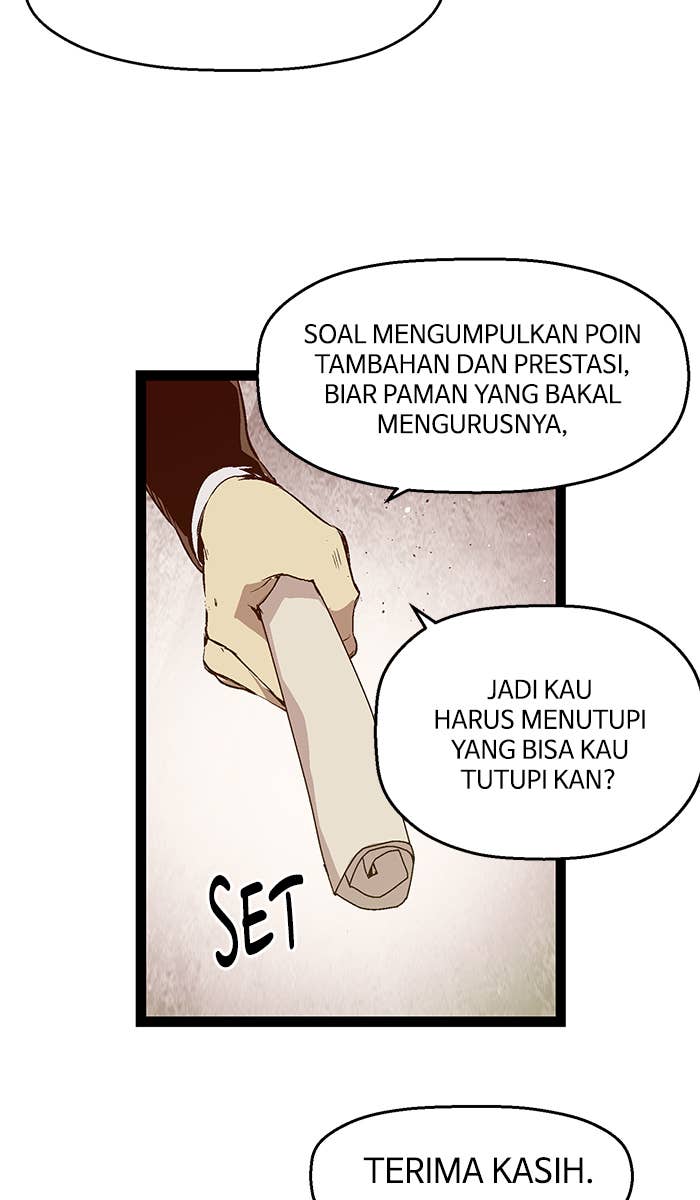 SOAL MENGUMPULKAN POIN
TAMBAHAN DAN PRESTASI,
BIAR PAMAN YANG BAKAL
MENGURUSNYA,
JADI KAU
HARUS MENUTUPI
YANG BISA KAU
TUTUPI KAN?
SET
TERIMA KASIH.